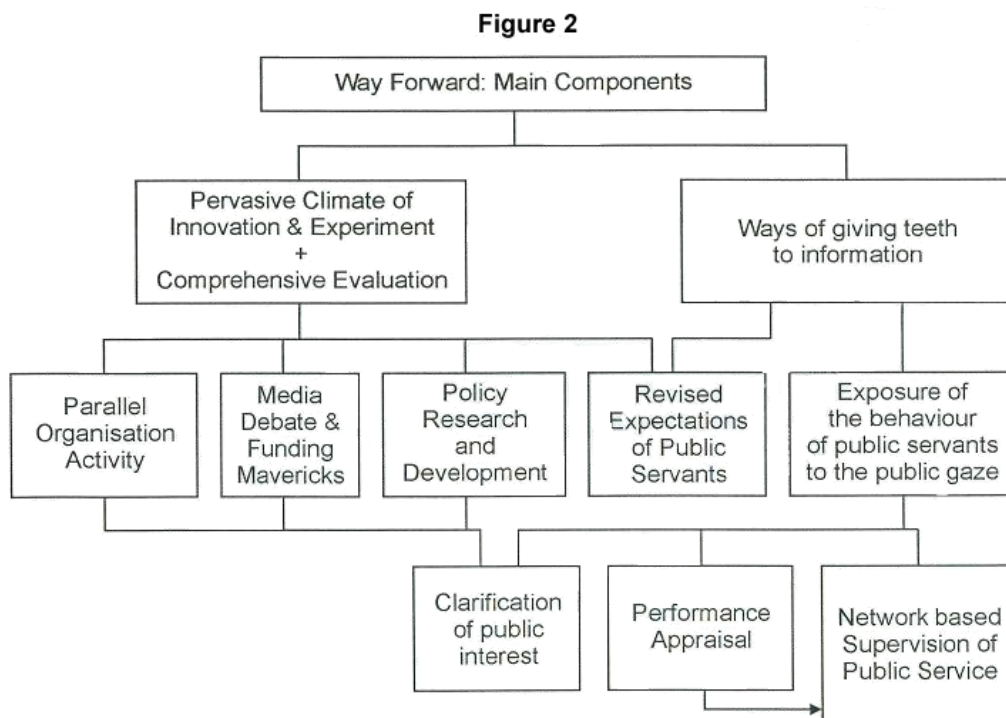 Figure 2
Way Forward: Main Components
Pervasive Climate of
Innovation & Experiment
+
Comprehensive Evaluation
Ways of giving teeth
to information
Parallel
Organisation
Activity
Media
Debate &
Funding
Mavericks
Policy
Research
and
Development
Revised
Expectations
of Public
Servants
Exposure of
the behaviour
of public servants
to the public gaze
Clarification
of public
interest
Performance
Appraisal
Network based
Supervision of
Public Service